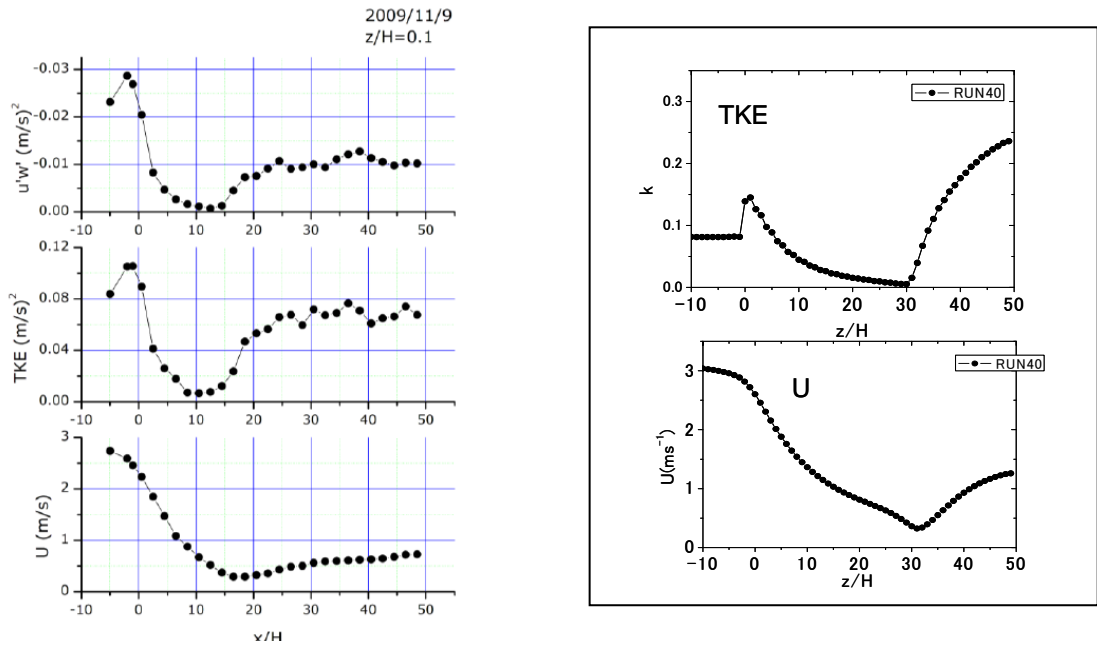 2009/11/9
z/H=0.1
-0.03
-0.02
-0.01
0.00
u'w' (m/s)²
-10 0 10 20 30 40 50
0.12
0.08
0.04
0.00
TKE (m/s)²
-10 0 10 20 30 40 50
3
2
1
0
U (m/s)
-10 0 10 20 30 40 50
x/H
RUN40
TKE
0.3
0.2
0.1
0.0
k
−10 0 10 20 30 40 50
z/H
RUN40
U
3
2
1
0
U(ms⁻¹)
−10 0 10 20 30 40 50
z/H